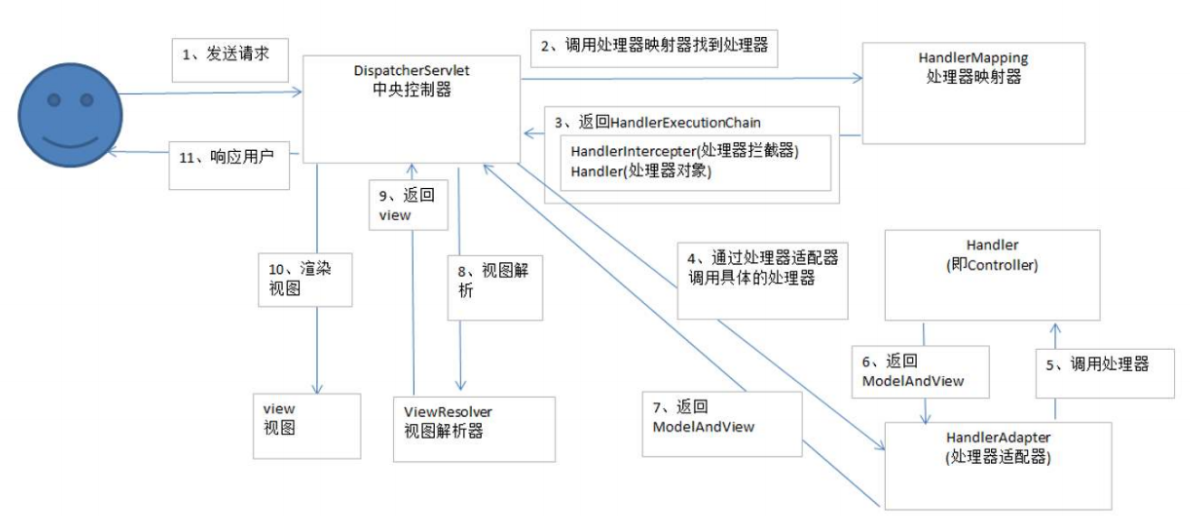 1、发送请求
DispatcherServlet
中央控制器
2、调用处理器映射器找到处理器
HandlerMapping
处理器映射器
3、返回HandlerExecutionChain
HandlerIntercepter(处理器拦截器)
Handler(处理器对象)
11、响应用户
9、返回
view
10、渲染
视图
8、视图解
析
4、通过处理器适配器
调用具体的处理器
Handler
(即Controller)
6、返回
ModelAndView
5、调用处理器
7、返回
ModelAndView
view
视图
ViewResolver
视图解析器
HandlerAdapter
(处理器适配器)